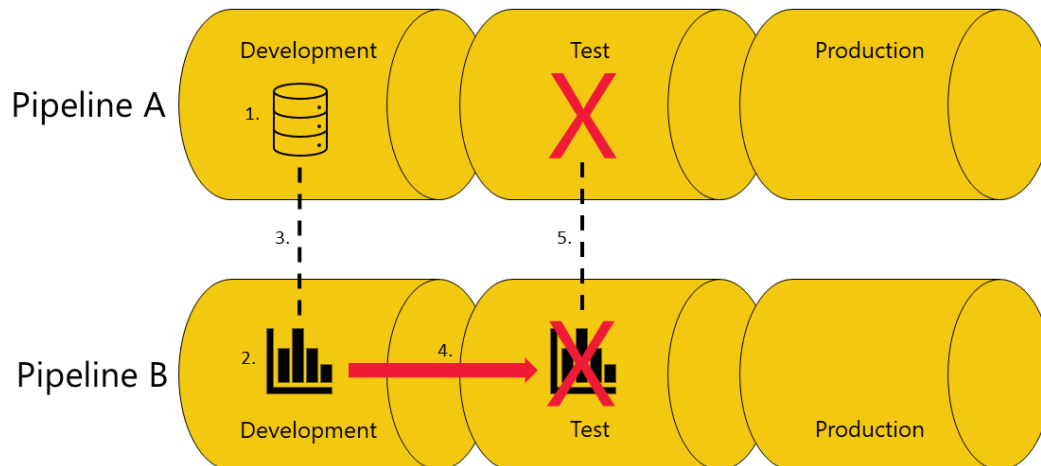 Development
Test
Production
Pipeline A
1.
3.
5.
2.
4.
Pipeline B
Development
Test
Production